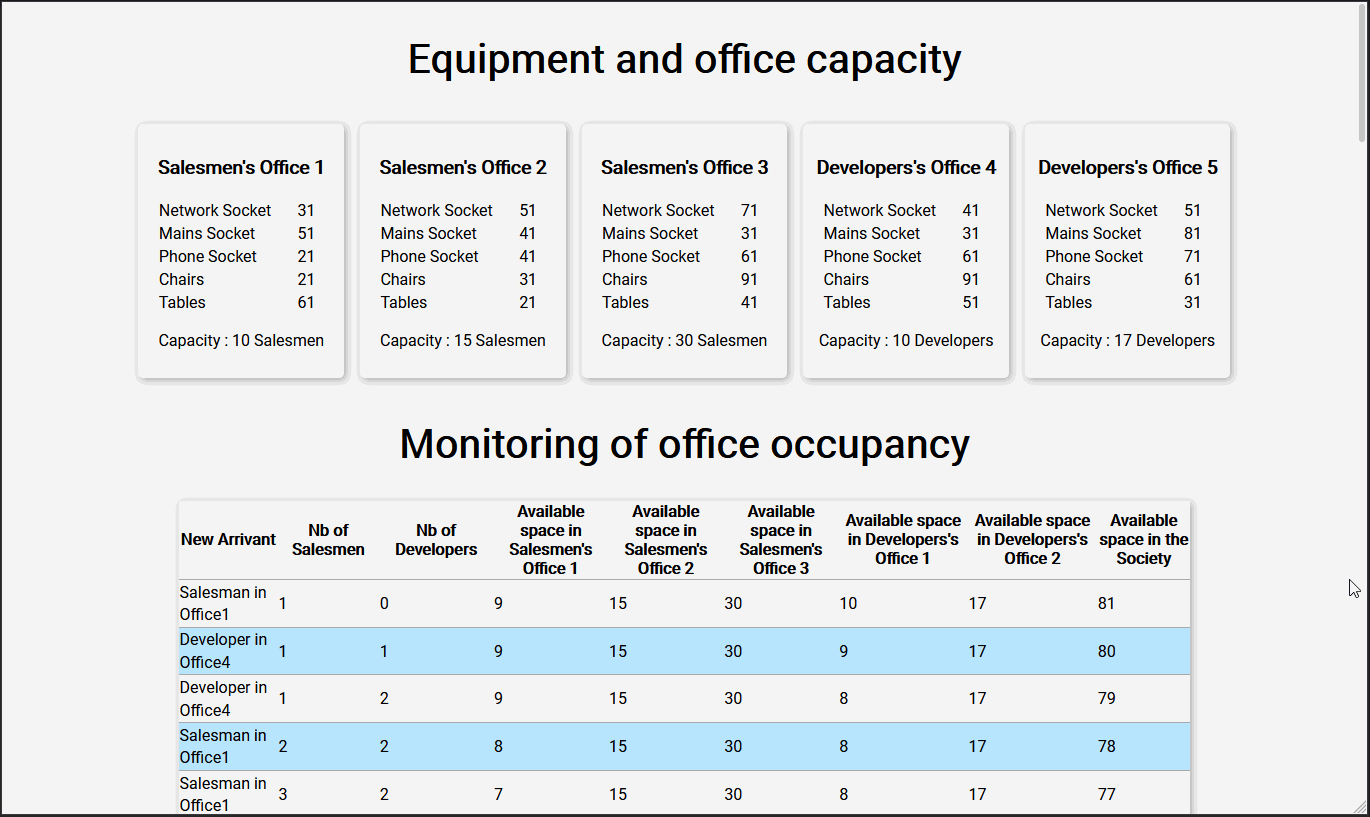 Equipment and office capacity
Salesmen's Office 1
Network Socket 31
Mains Socket 51
Phone Socket 21
Chairs 21
Tables 61
Capacity : 10 Salesmen
Salesmen's Office 2
Network Socket 51
Mains Socket 41
Phone Socket 41
Chairs 31
Tables 21
Capacity : 15 Salesmen
Salesmen's Office 3
Network Socket 71
Mains Socket 31
Phone Socket 61
Chairs 91
Tables 41
Capacity : 30 Salesmen
Developers's Office 4
Network Socket 41
Mains Socket 31
Phone Socket 61
Chairs 91
Tables 51
Capacity : 10 Developers
Developers's Office 5
Network Socket 51
Mains Socket 81
Phone Socket 71
Chairs 61
Tables 31
Capacity : 17 Developers
Monitoring of office occupancy
New Arrivant
Nb of
Salesmen
Nb of
Developers
Available
space in
Salesmen's
Office 1
Available
space in
Salesmen's
Office 2
Available
space in
Salesmen's
Office 3
Available space
in Developers's
Office 1
Available space
in Developers's
Office 2
Available
space in the
Society
Salesman in
Office1
1 0 9 15 30 10 17 81
Developer in
Office4
1 1 9 15 30 9 17 80
Developer in
Office4
1 2 9 15 30 8 17 79
Salesman in
Office1
2 2 8 15 30 8 17 78
Salesman in
Office1
3 2 7 15 30 8 17 77